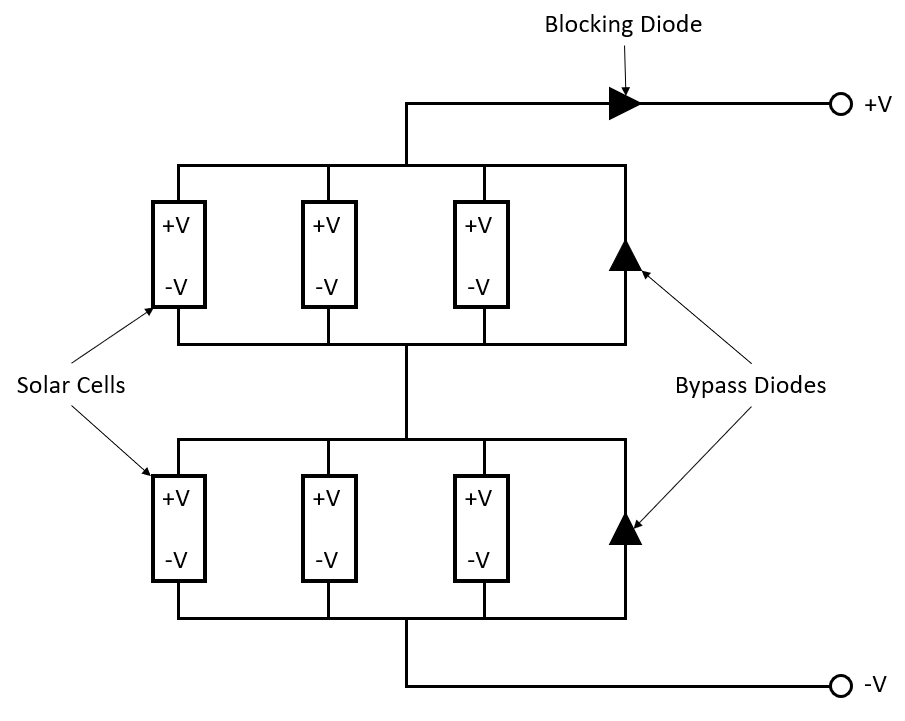 Blocking Diode
+V
+V
+V
+V
-V
-V
-V
Solar Cells
Bypass Diodes
+V
+V
+V
-V
-V
-V
-V